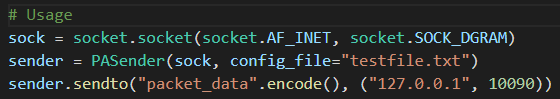 # Usage
sock = socket.socket(socket.AF_INET, socket.SOCK_DGRAM)
sender = PASender(sock, config_file="testfile.txt")
sender.sendto("packet_data".encode(), ("127.0.0.1", 10090))